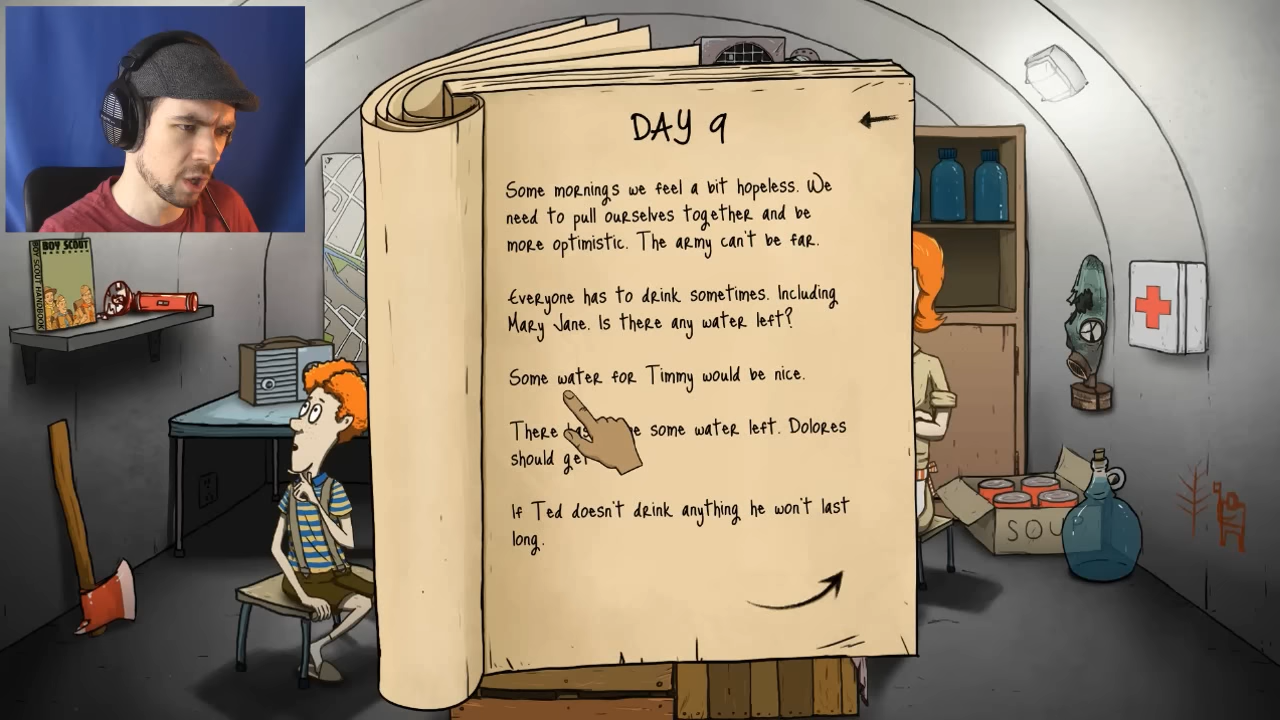 DAY 9
Some mornings we feel a bit hopeless. We
need to pull ourselves together and be
more optimistic. The army can't be far.
Everyone has to drink sometimes. Including
Mary Jane. Is there any water left?
Some water for Timmy would be nice.
There some water left. Dolores
should
If Ted doesn't drink anything he won't last
long.
BOY SCOUT
BOY SCOUT HANDBOOK
SOUP